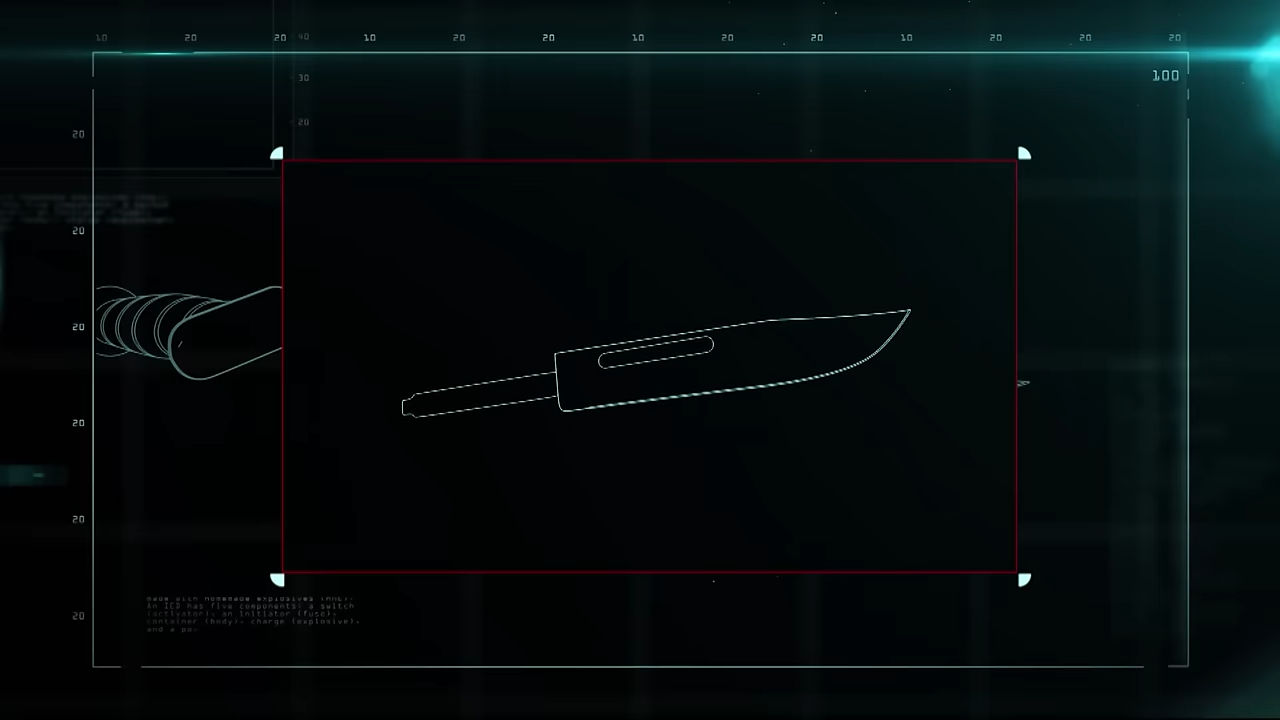 10 20 20 40 10 20 20 10 20 20 10 20 20 20
100
30
20
20
20
20
20
20
20
made with homemade explosives (HME).
An IED has five components: a switch
(activator), an initiator (fuse),
container (body), charge (explosive),
and a po-